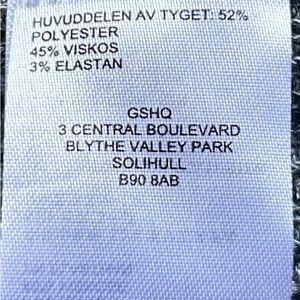 HUVUDDELEN AV TYGET: 52%
POLYESTER
45% VISKOS
3% ELASTAN
GSHQ
3 CENTRAL BOULEVARD
BLYTHE VALLEY PARK
SOLIHULL
B90 8AB